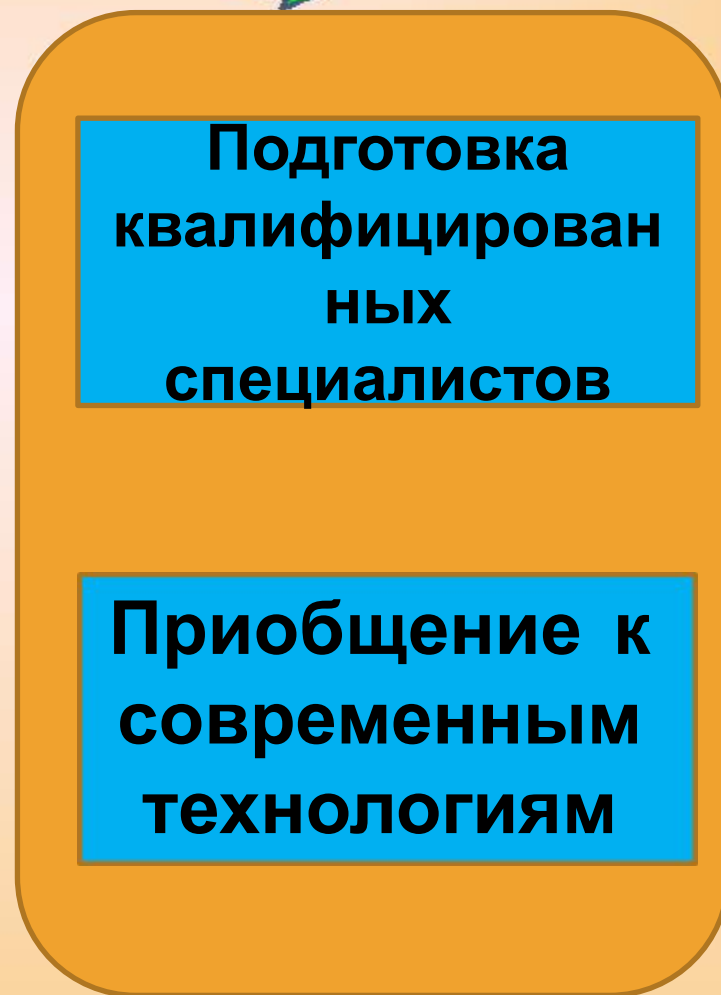 Подготовка
квалифицирован
ных
специалистов
Приобщение к
современным
технологиям